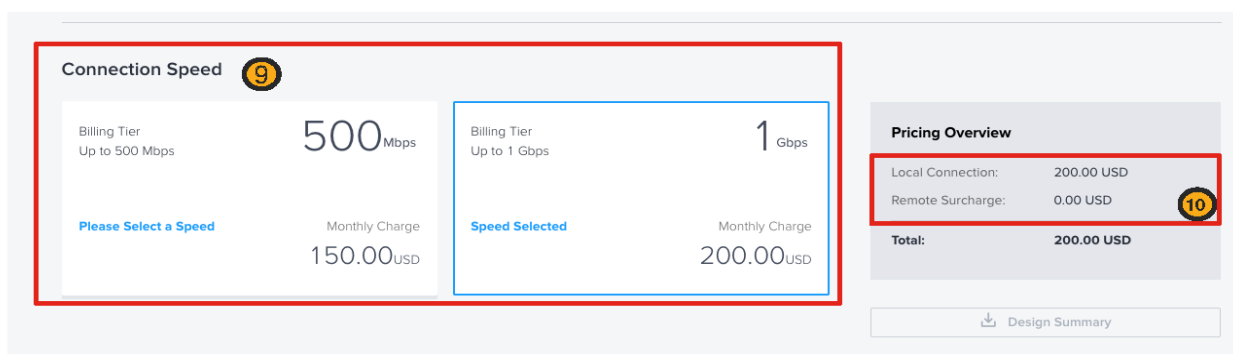 Connection Speed
9
Billing Tier
Up to 500 Mbps
500 Mbps
Please Select a Speed
Monthly Charge
150.00USD
Billing Tier
Up to 1 Gbps
1 Gbps
Speed Selected
Monthly Charge
200.00USD
Pricing Overview
Local Connection: 200.00 USD
Remote Surcharge: 0.00 USD
10
Total: 200.00 USD
Design Summary